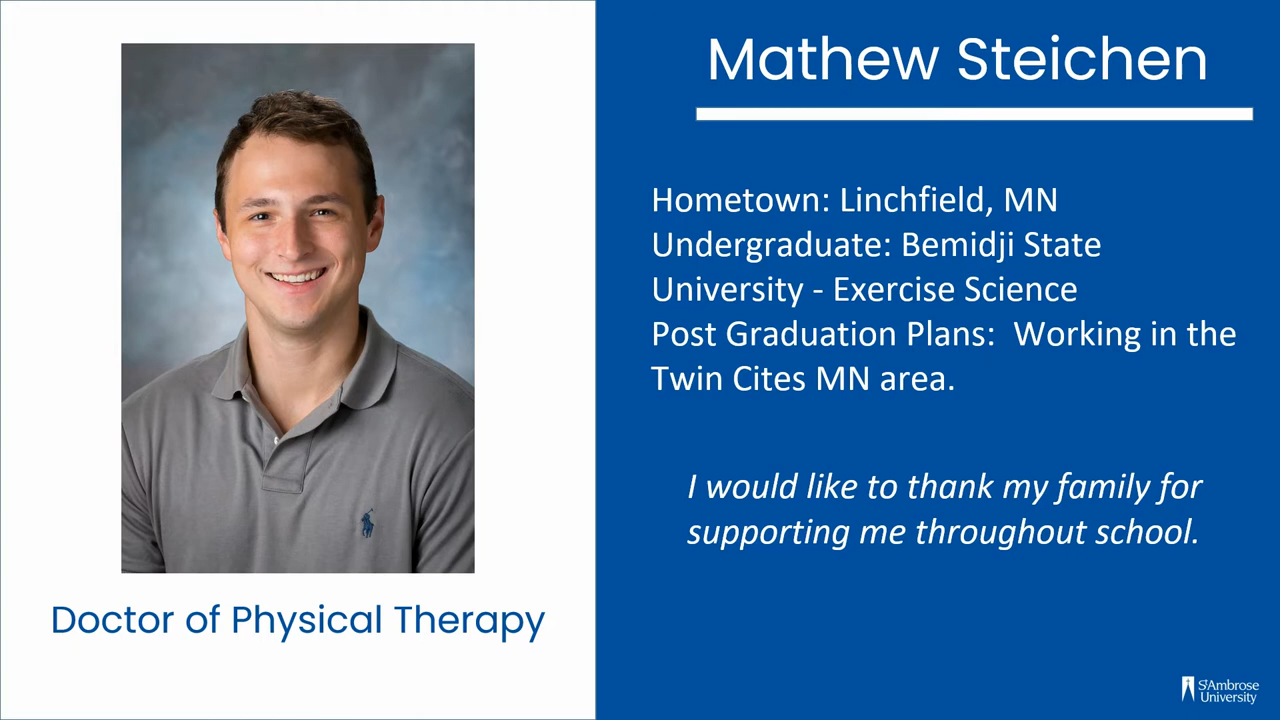 Mathew Steichen
Hometown: Linchfield, MN
Undergraduate: Bemidji State
University - Exercise Science
Post Graduation Plans:  Working in the
Twin Cites MN area.
I would like to thank my family for
supporting me throughout school.
Doctor of Physical Therapy
St Ambrose
University